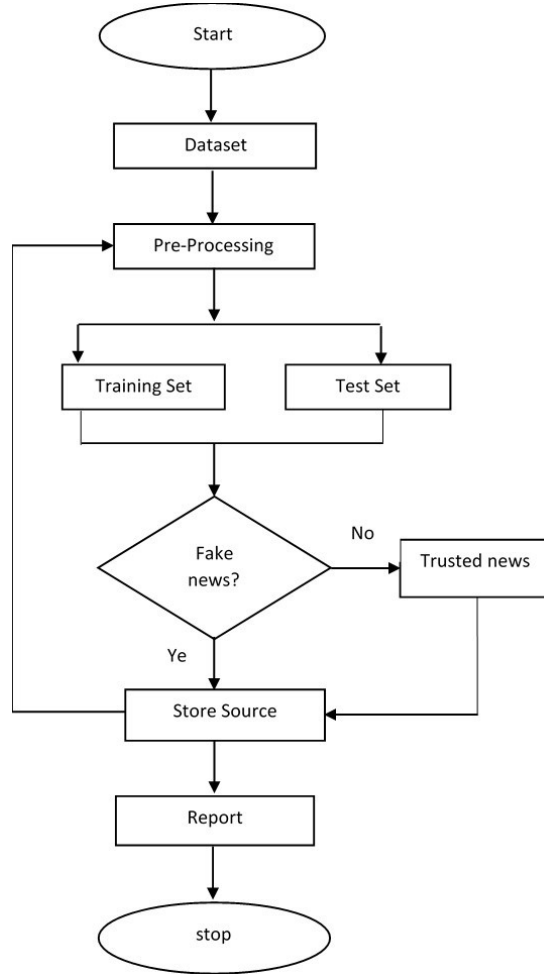 Start
Dataset
Pre-Processing
Training Set
Test Set
No
Fake
news?
Trusted news
Ye
Store Source
Report
stop